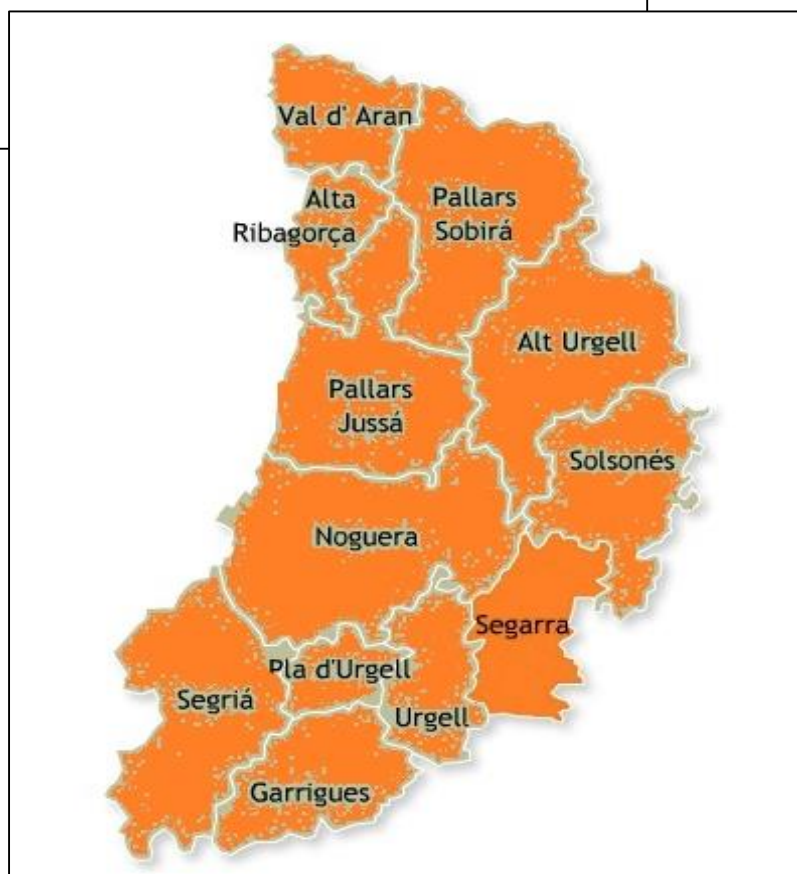 Val d' Aran
Alta
Ribagorça
Pallars
Sobirá
Alt Urgell
Pallars
Jussá
Solsonés
Noguera
Segarra
Pla d'Urgell
Segriá
Urgell
Garrigues